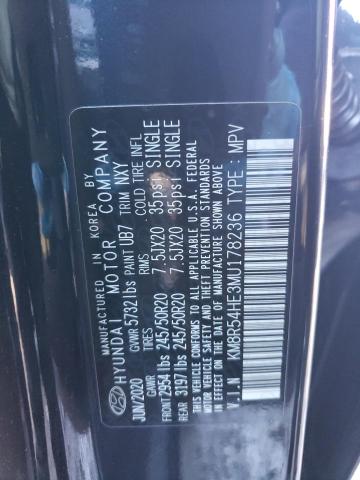 MANUFACTURED IN KOREA BY
HYUNDAI MOTOR COMPANY
JUN/2020 GVWR 5732 lbs PAINT UB7 TRIM NXY
GAWR COLD TIRE INFL
FRONT 2954 lbs 245/50R20 7.5JX20 35psi SINGLE
REAR 3197 lbs 245/50R20 7.5JX20 35psi SINGLE
THIS VEHICLE CONFORMS TO ALL APPLICABLE U.S.A. FEDERAL
MOTOR VEHICLE SAFETY, BUMPER, AND THEFT PREVENTION STANDARDS
IN EFFECT ON THE DATE OF MANUFACTURE SHOWN ABOVE.
V.I.N KM8R54HE3MU178236 TYPE: MPV